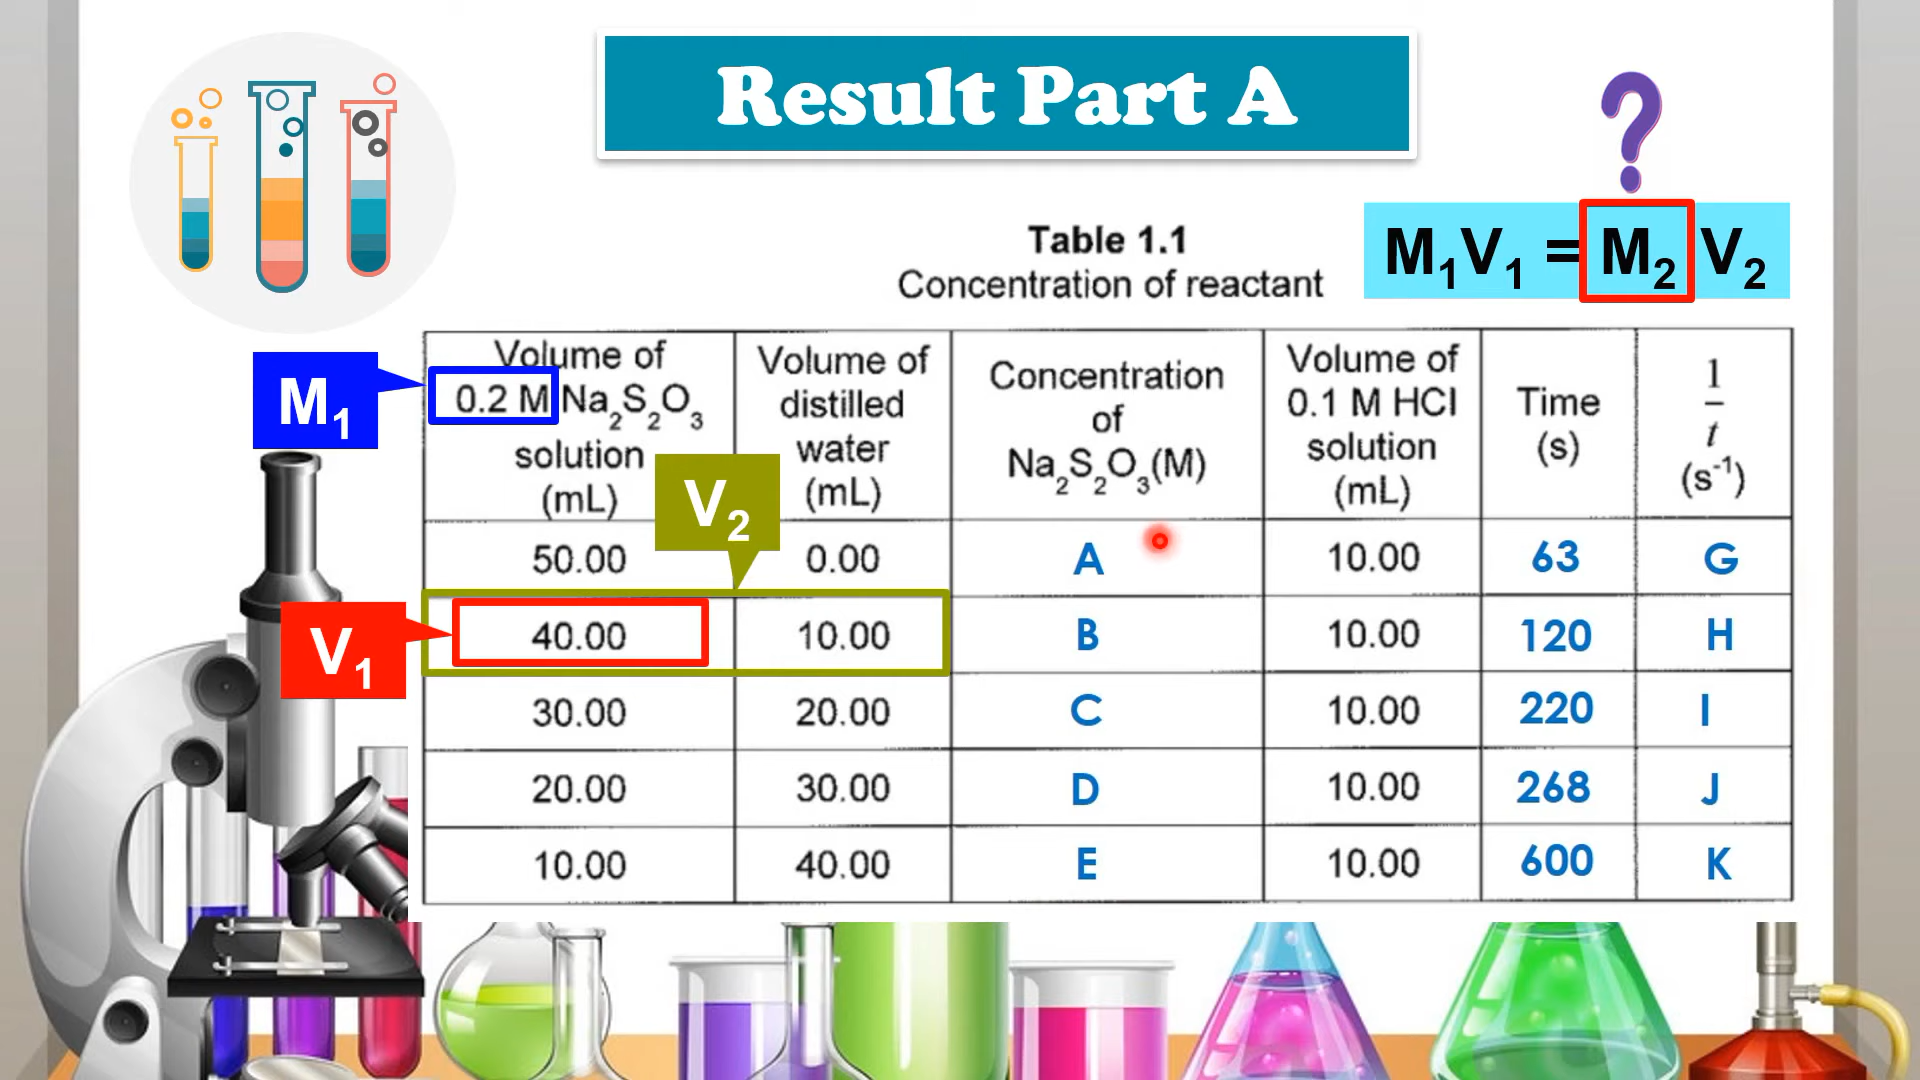 Result Part A
?
M₁V₁ = M₂ V₂
Table 1.1
Concentration of reactant
M₁
V₂
V₁
Volume of 0.2 M Na₂S₂O₃ solution (mL) | Volume of distilled water (mL) | Concentration of Na₂S₂O₃(M) | Volume of 0.1 M HCl solution (mL) | Time (s) | 1/t (s⁻¹)
50.00 | 0.00 | A | 10.00 | 63 | G
40.00 | 10.00 | B | 10.00 | 120 | H
30.00 | 20.00 | C | 10.00 | 220 | I
20.00 | 30.00 | D | 10.00 | 268 | J
10.00 | 40.00 | E | 10.00 | 600 | K